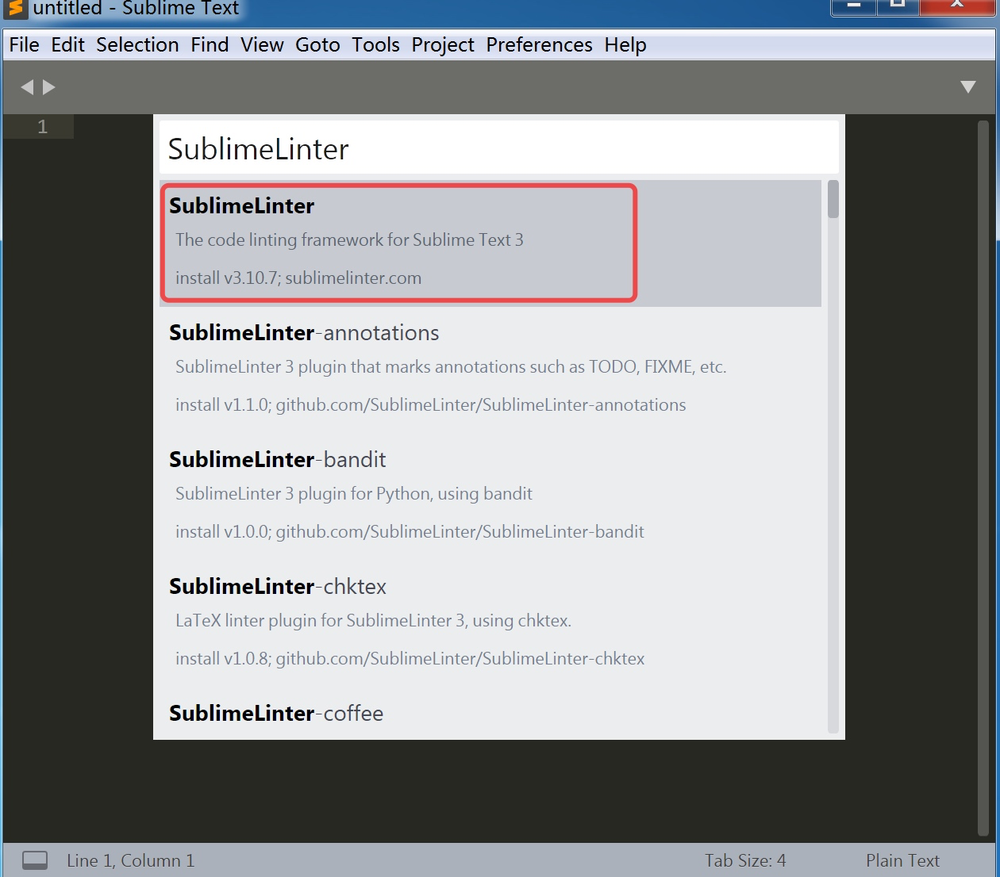 untitled - Sublime Text
File Edit Selection Find View Goto Tools Project Preferences Help
1
SublimeLinter
SublimeLinter
The code linting framework for Sublime Text 3
install v3.10.7; sublimelinter.com
SublimeLinter-annotations
SublimeLinter 3 plugin that marks annotations such as TODO, FIXME, etc.
install v1.1.0; github.com/SublimeLinter/SublimeLinter-annotations
SublimeLinter-bandit
SublimeLinter 3 plugin for Python, using bandit
install v1.0.0; github.com/SublimeLinter/SublimeLinter-bandit
SublimeLinter-chktex
LaTeX linter plugin for SublimeLinter 3, using chktex.
install v1.0.8; github.com/SublimeLinter/SublimeLinter-chktex
SublimeLinter-coffee
Line 1, Column 1
Tab Size: 4
Plain Text